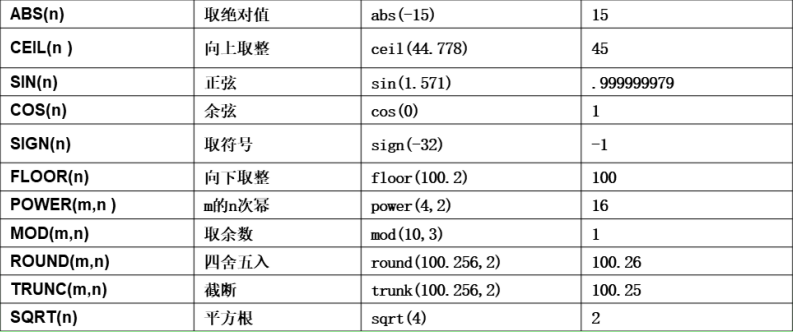 ABS(n) 取绝对值 abs(-15) 15
CEIL(n ) 向上取整 ceil(44.778) 45
SIN(n) 正弦 sin(1.571) .999999979
COS(n) 余弦 cos(0) 1
SIGN(n) 取符号 sign(-32) -1
FLOOR(n) 向下取整 floor(100.2) 100
POWER(m,n ) m的n次幂 power(4,2) 16
MOD(m,n) 取余数 mod(10,3) 1
ROUND(m,n) 四舍五入 round(100.256,2) 100.26
TRUNC(m,n) 截断 trunk(100.256,2) 100.25
SQRT(n) 平方根 sqrt(4) 2